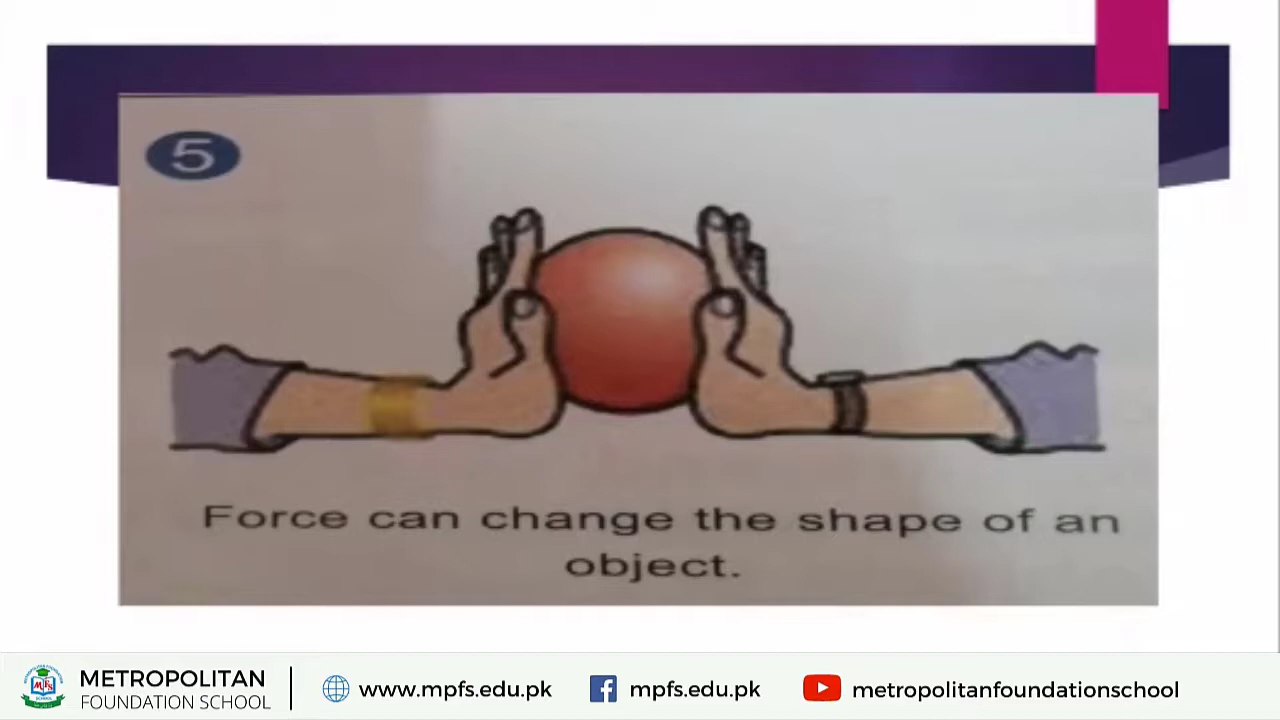 5
Force can change the shape of an
object.
METROPOLITAN
FOUNDATION SCHOOL
www.mpfs.edu.pk
mpfs.edu.pk
metropolitanfoundationschool